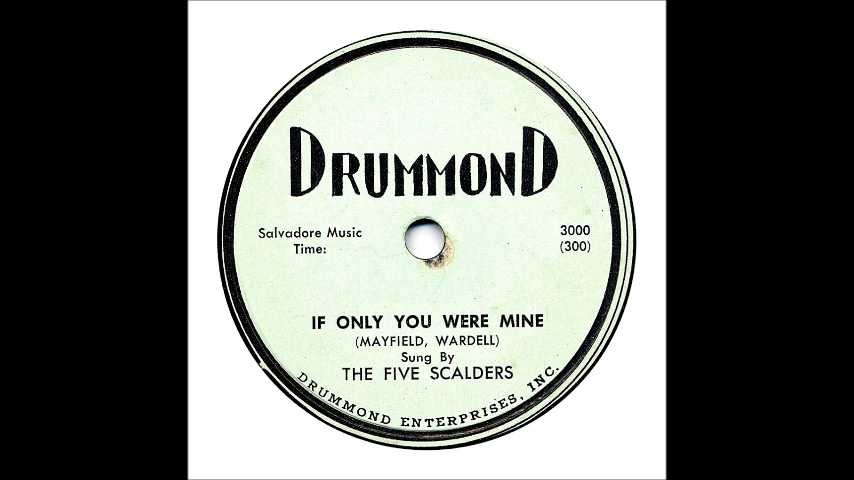 DRUMMOND
Salvadore Music
Time:
3000
(300)
IF ONLY YOU WERE MINE
(MAYFIELD, WARDELL)
Sung By
THE FIVE SCALDERS
DRUMMOND ENTERPRISES, INC.